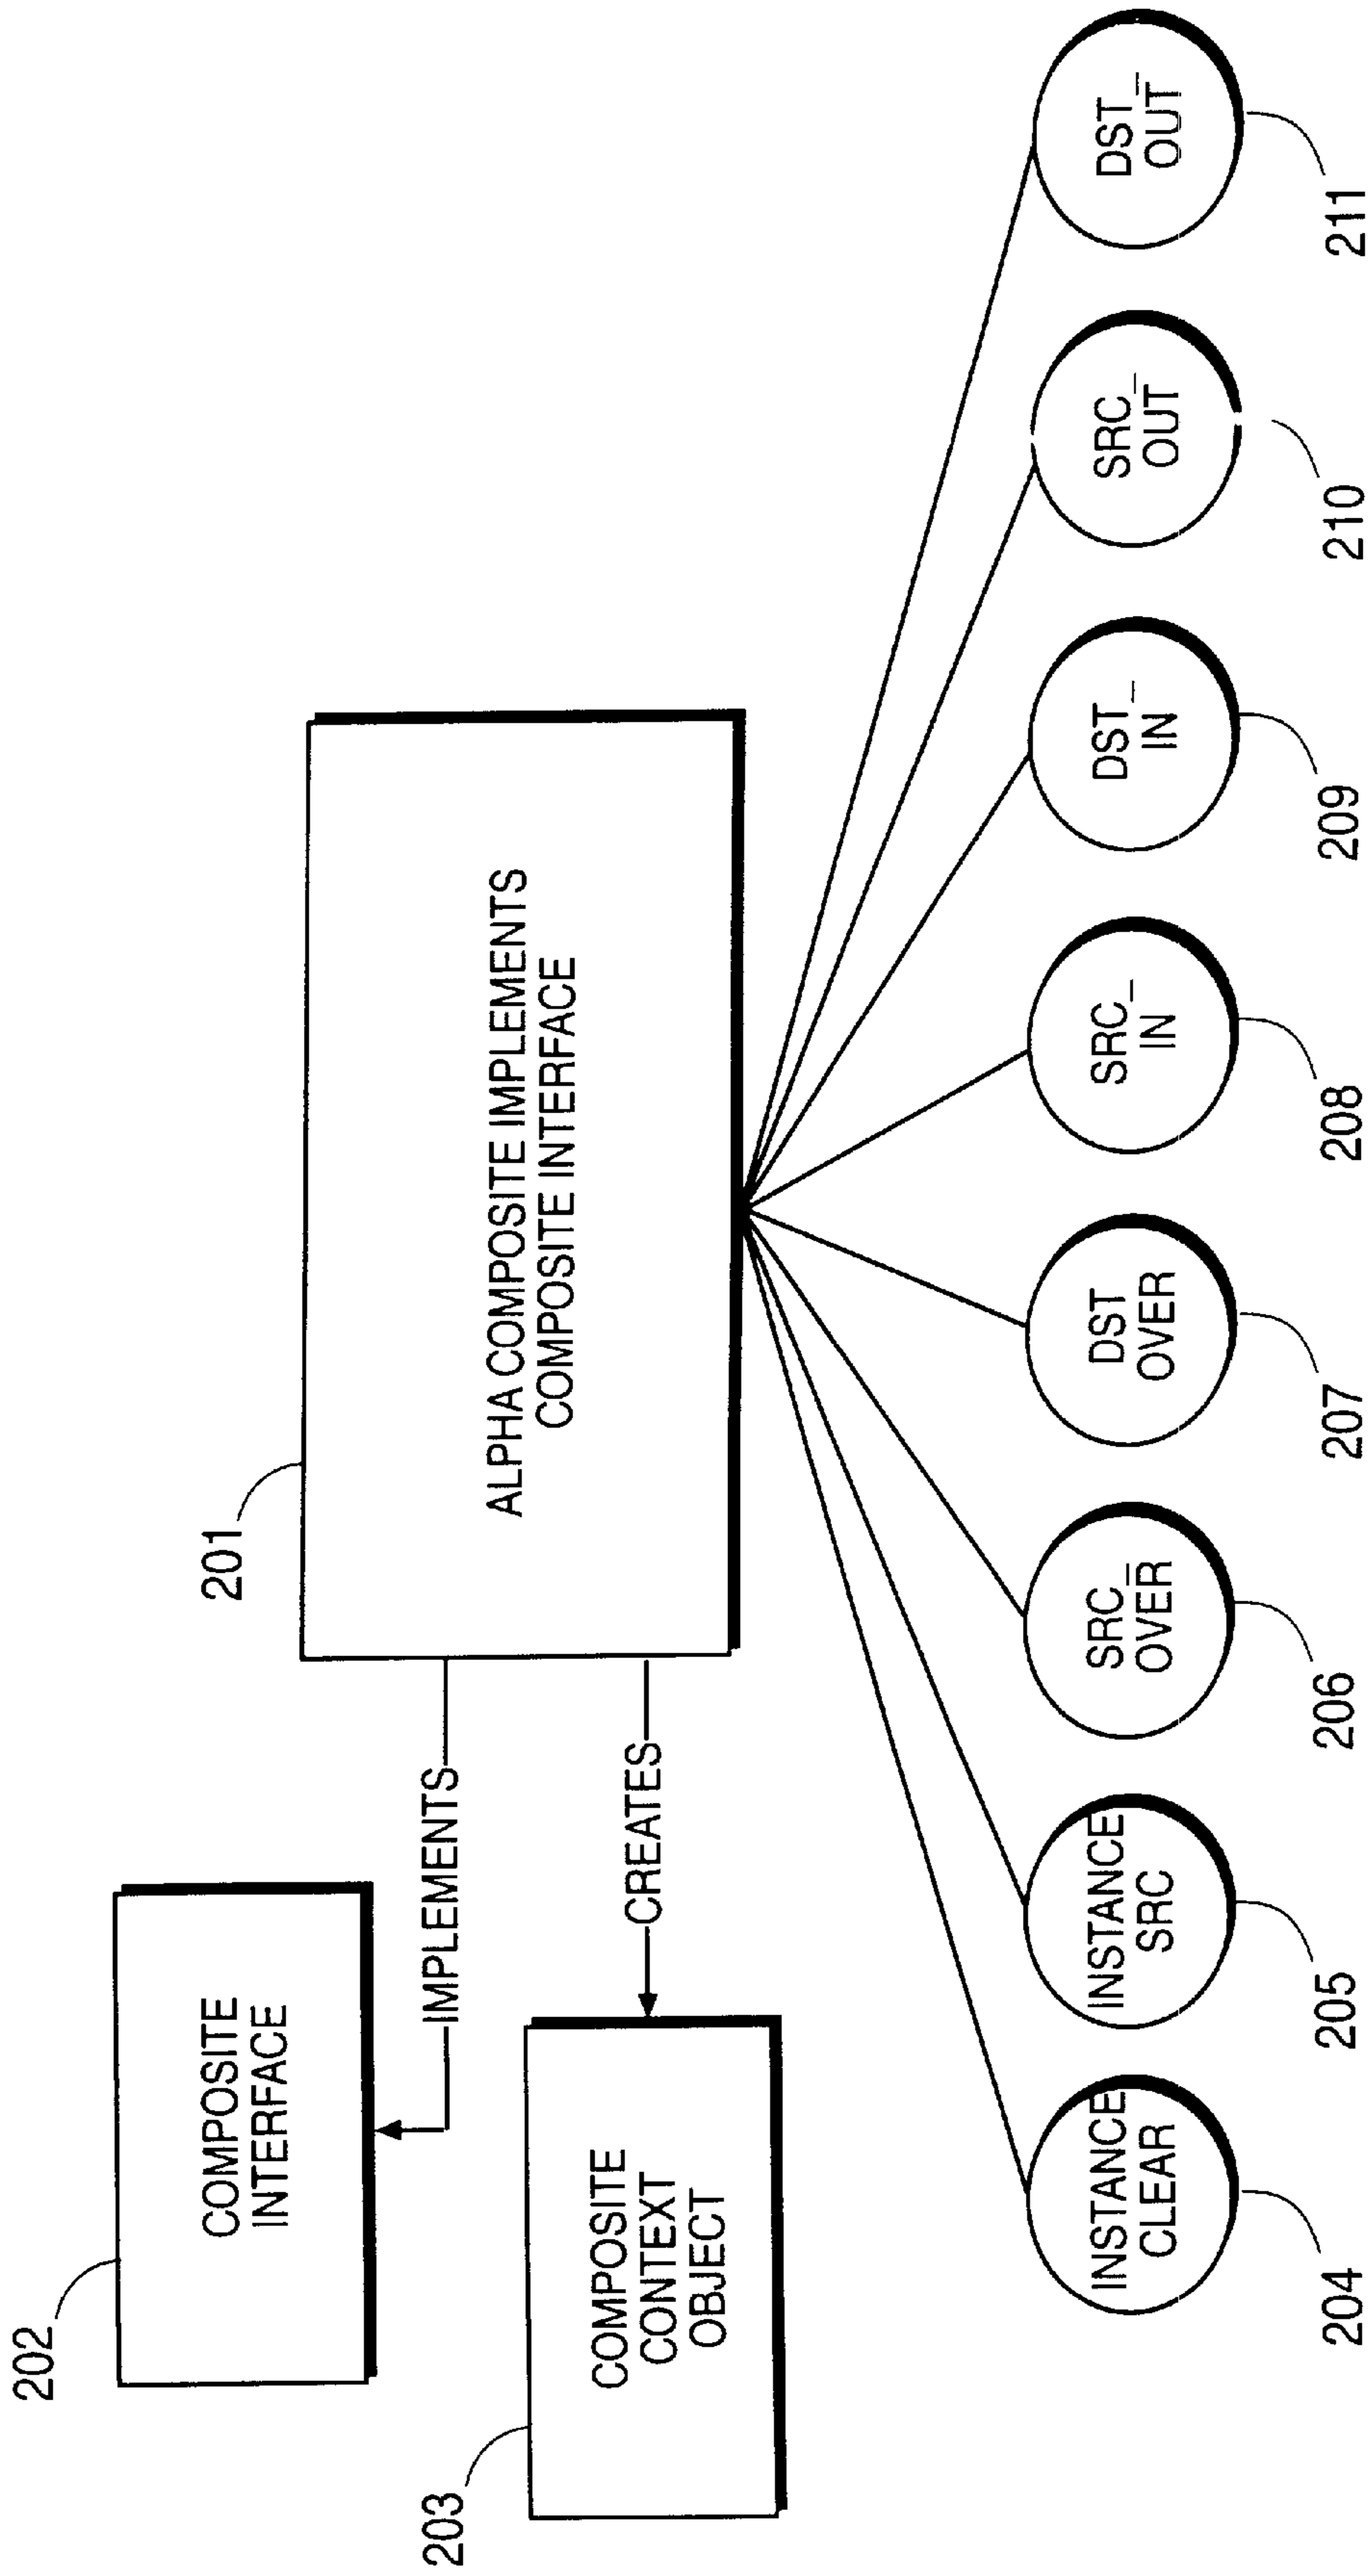 202
COMPOSITE
INTERFACE
IMPLEMENTS
201
ALPHA COMPOSITE IMPLEMENTS
COMPOSITE INTERFACE
203
COMPOSITE
CONTEXT
OBJECT
CREATES
INSTANCE
CLEAR
204
INSTANCE
SRC
205
SRC_
OVER
206
DST
OVER
207
SRC_
IN
208
DST_
IN
209
SRC_
OUT
210
DST_
OUT
211